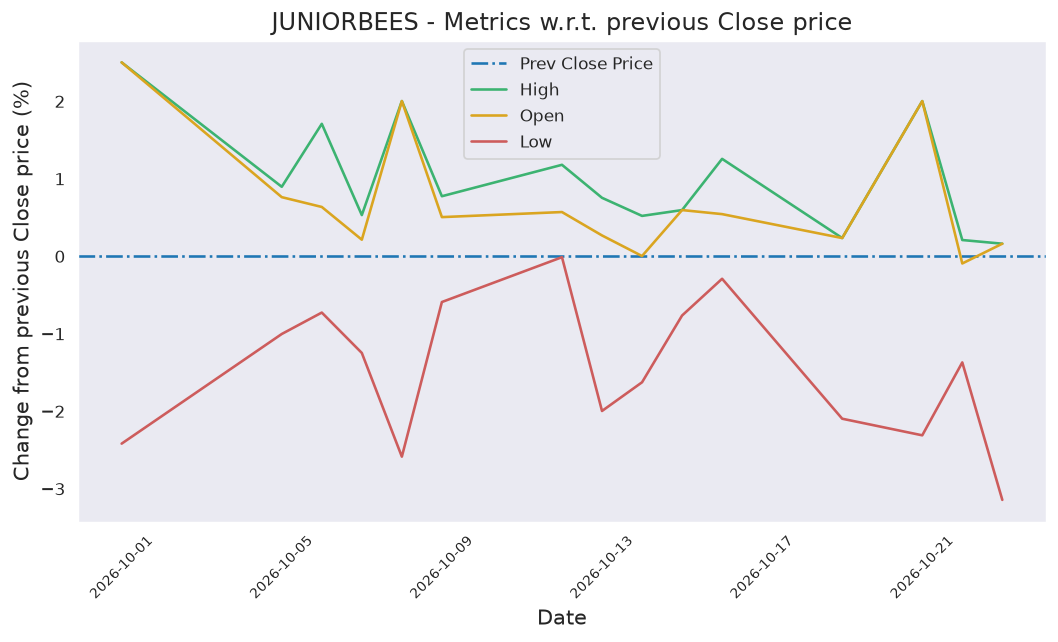 JUNIORBEES - Metrics w.r.t. previous Close price
Prev Close Price
High
Open
Low
Change from previous Close price (%)
2
1
0
−1
−2
−3
2026-10-01
2026-10-05
2026-10-09
2026-10-13
2026-10-17
2026-10-21
Date